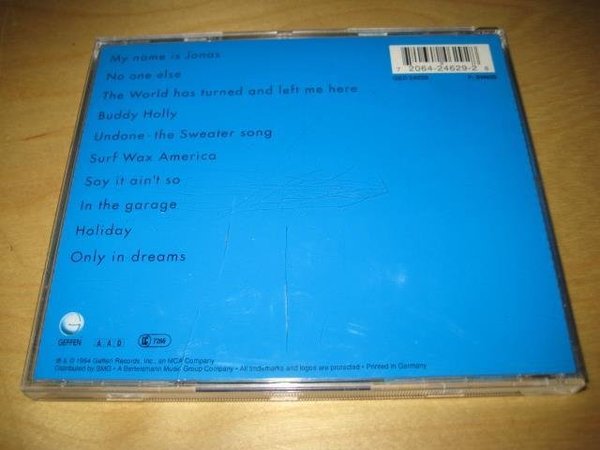 My name is Jonas
No one else
The World has turned and left me here
Buddy Holly
Undone - the Sweater song
Surf Wax America
Say it ain't so
In the garage
Holiday
Only in dreams
7 2064-24629-2 8
GEFFEN
A A D
7266
℗ & © 1994 Geffen Records, Inc., an MCA Company
Distributed by BMG • A Bertelsmann Music Group Company • All trademarks and logos are protected • Printed in Germany